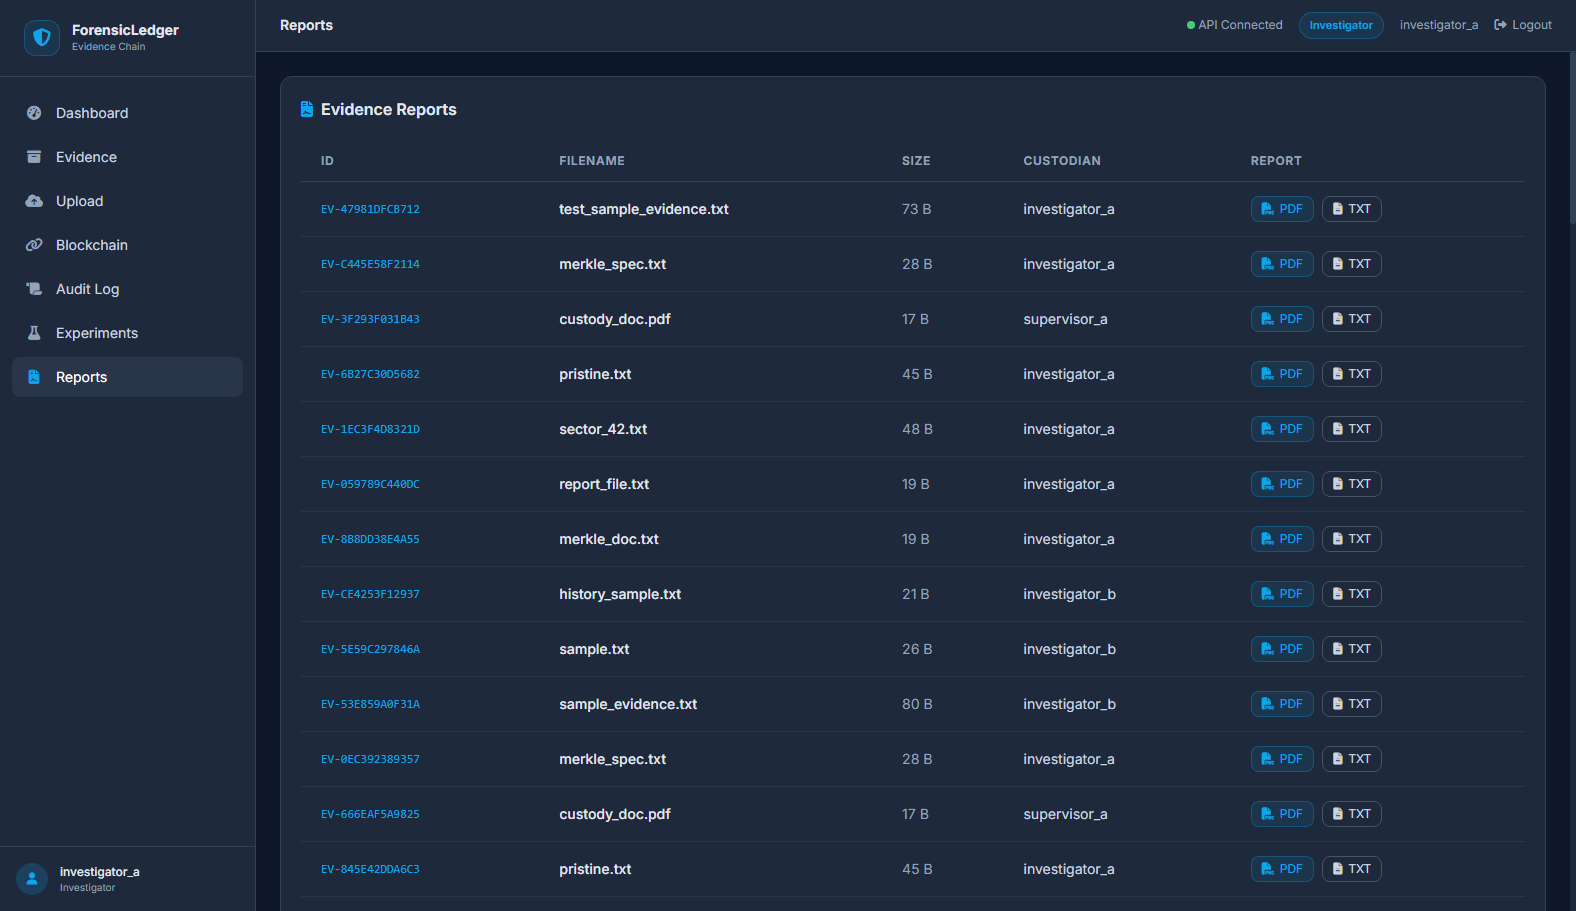 ForensicLedger
Evidence Chain
Dashboard
Evidence
Upload
Blockchain
Audit Log
Experiments
Reports
investigator_a
Investigator
Reports
API Connected
Investigator
investigator_a
Logout
Evidence Reports
ID FILENAME SIZE CUSTODIAN REPORT
EV-47981DFCB712 test_sample_evidence.txt 73 B investigator_a PDF TXT
EV-C445E58F2114 merkle_spec.txt 28 B investigator_a PDF TXT
EV-3F293F031B43 custody_doc.pdf 17 B supervisor_a PDF TXT
EV-6B27C30D5682 pristine.txt 45 B investigator_a PDF TXT
EV-1EC3F4D8321D sector_42.txt 48 B investigator_a PDF TXT
EV-059789C440DC report_file.txt 19 B investigator_a PDF TXT
EV-8B8DD38E4A55 merkle_doc.txt 19 B investigator_a PDF TXT
EV-CE4253F12937 history_sample.txt 21 B investigator_b PDF TXT
EV-5E59C297846A sample.txt 26 B investigator_b PDF TXT
EV-53E859A0F31A sample_evidence.txt 80 B investigator_b PDF TXT
EV-0EC392389357 merkle_spec.txt 28 B investigator_a PDF TXT
EV-666EAF5A9825 custody_doc.pdf 17 B supervisor_a PDF TXT
EV-845E42DDA6C3 pristine.txt 45 B investigator_a PDF TXT